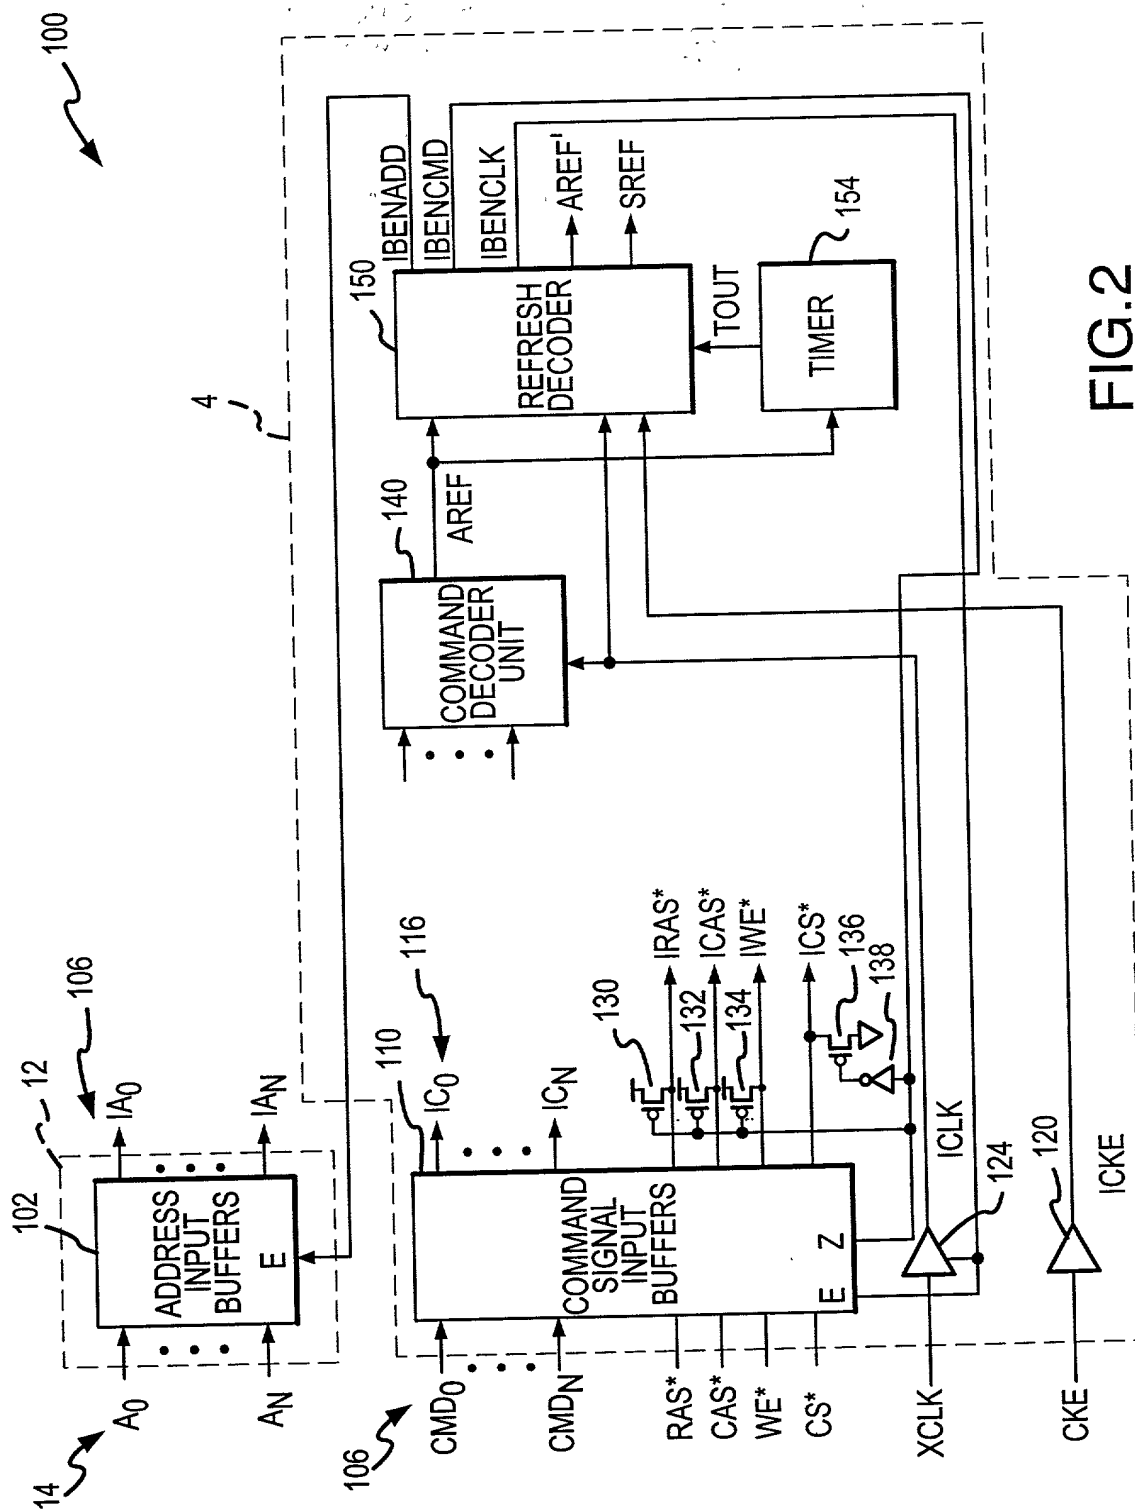 100
4
14
A0
AN
102
12
ADDRESS
INPUT
BUFFERS
E
106
IA0
IAN
IBENADD
IBENCMD
IBENCLK
AREF'
SREF
150
REFRESH
DECODER
TOUT
154
TIMER
140
AREF
COMMAND
DECODER
UNIT
106
CMD0
CMDN
RAS*
CAS*
WE*
CS*
XCLK
CKE
110
COMMAND
SIGNAL
INPUT
BUFFERS
E
Z
116
IC0
ICN
130
IRAS*
132
ICAS*
134
IWE*
ICS*
136
138
ICLK
124
120
ICKE
FIG.2